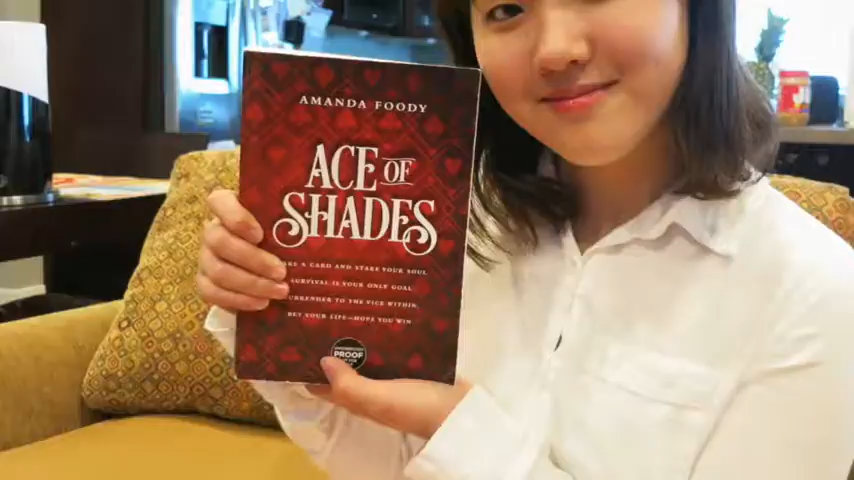 AMANDA FOODY
ACE OF
SHADES
A CARD AND STAKE YOUR SOUL
SURVIVAL IS YOUR ONLY GOAL
TO THE VICE WITHIN
BET YOUR LIFE—HOPE YOU WIN
PROOF